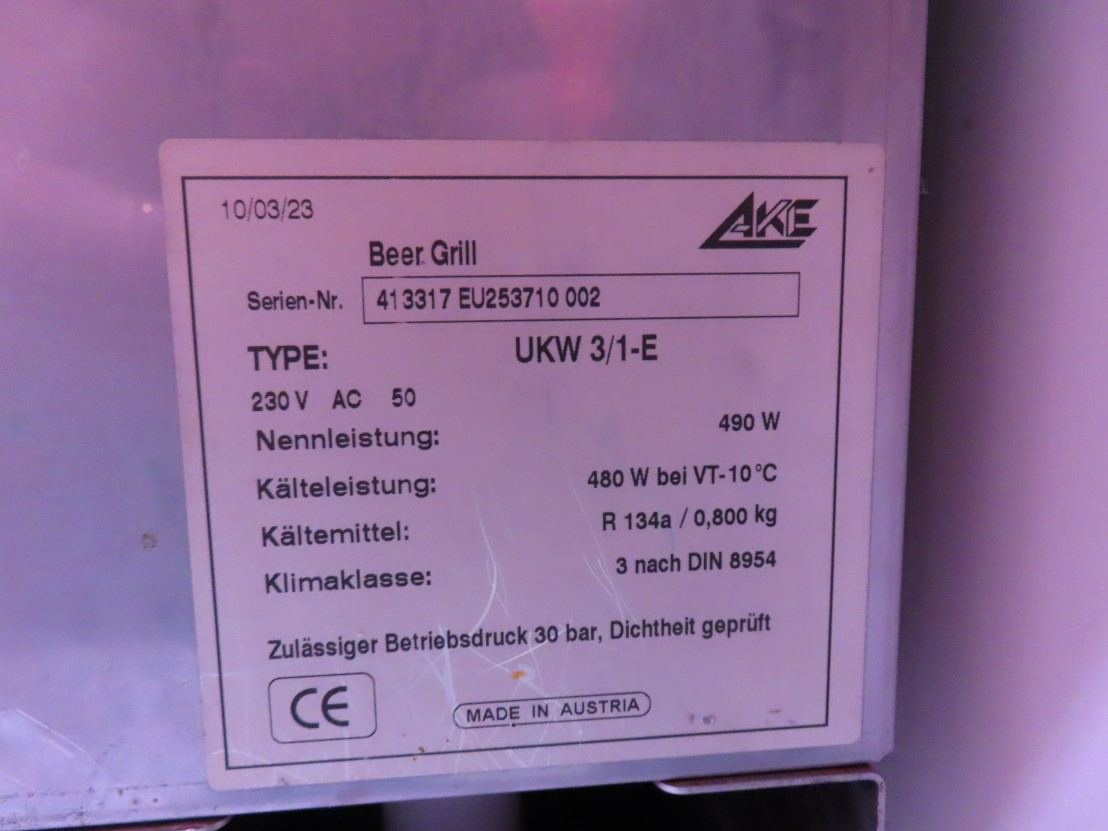 10/03/23
AKE
Beer Grill
Serien-Nr. 413317 EU253710 002
TYPE: UKW 3/1-E
230 V AC 50
Nennleistung: 490 W
Kälteleistung: 480 W bei VT-10 °C
Kältemittel: R 134a / 0,800 kg
Klimaklasse: 3 nach DIN 8954
Zulässiger Betriebsdruck 30 bar, Dichtheit geprüft
CE
MADE IN AUSTRIA